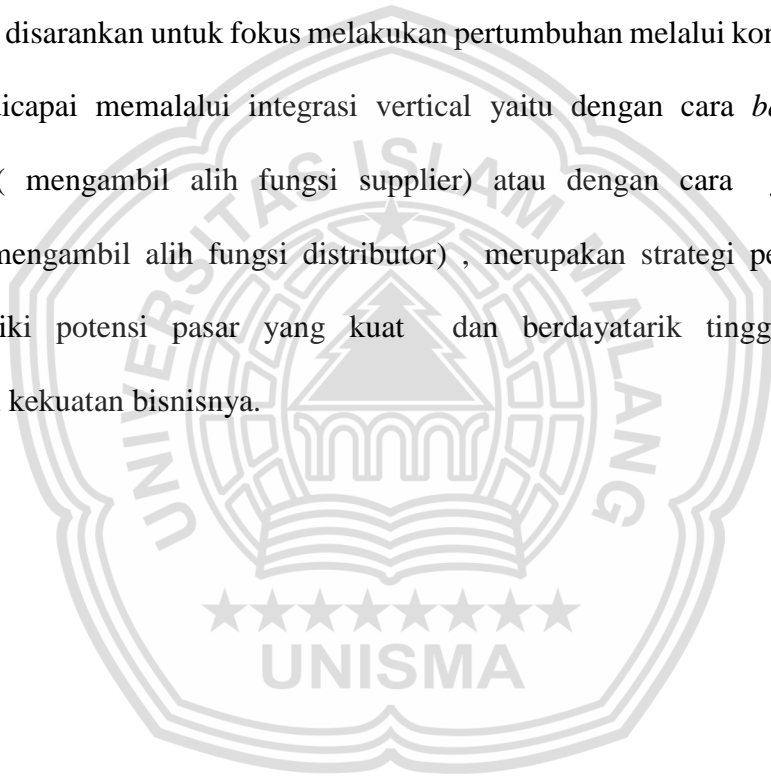 disarankan untuk fokus melakukan pertumbuhan melalui kon
icapai memalalui integrasi vertical yaitu dengan cara ba
( mengambil alih fungsi supplier) atau dengan cara
mengambil alih fungsi distributor) , merupakan strategi pe
iki potensi pasar yang kuat dan berdayatarik tingg
kekuatan bisnisnya.
UNIVERSITAS ISLAM MALANG
UNISMA